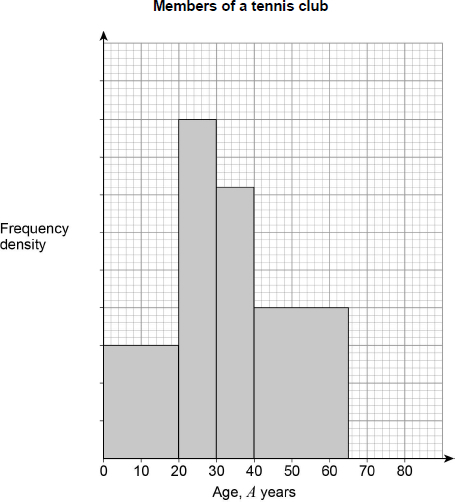 Members of a tennis club
Frequency
density
0 10 20 30 40 50 60 70 80
Age, A years